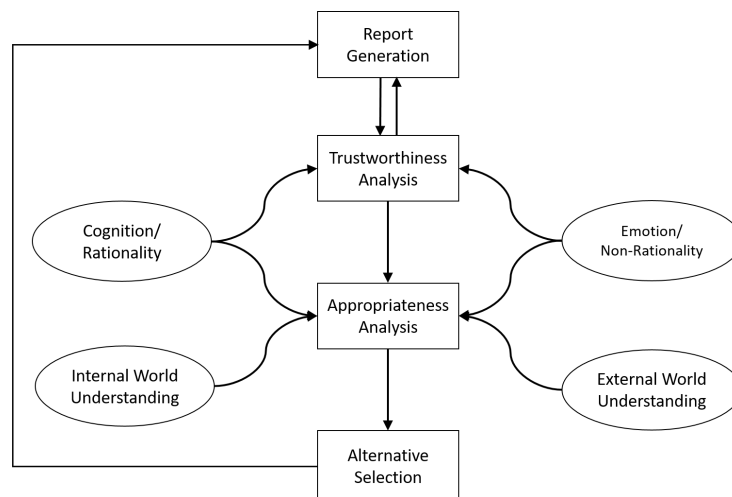 Report
Generation
Trustworthiness
Analysis
Cognition/
Rationality
Emotion/
Non-Rationality
Appropriateness
Analysis
Internal World
Understanding
External World
Understanding
Alternative
Selection